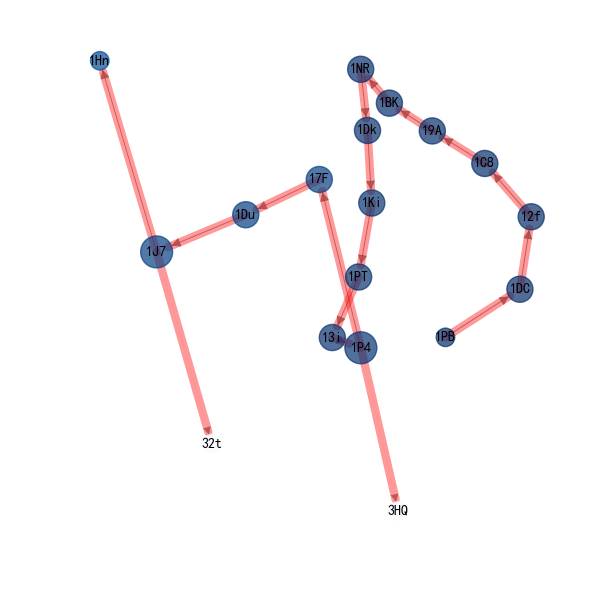 1Hn
1NR
1BK
1Dk
19A
1C8
17F
1Ki
1Du
12f
1J7
1PT
1DC
13i
1PB
1P4
32t
3HQ